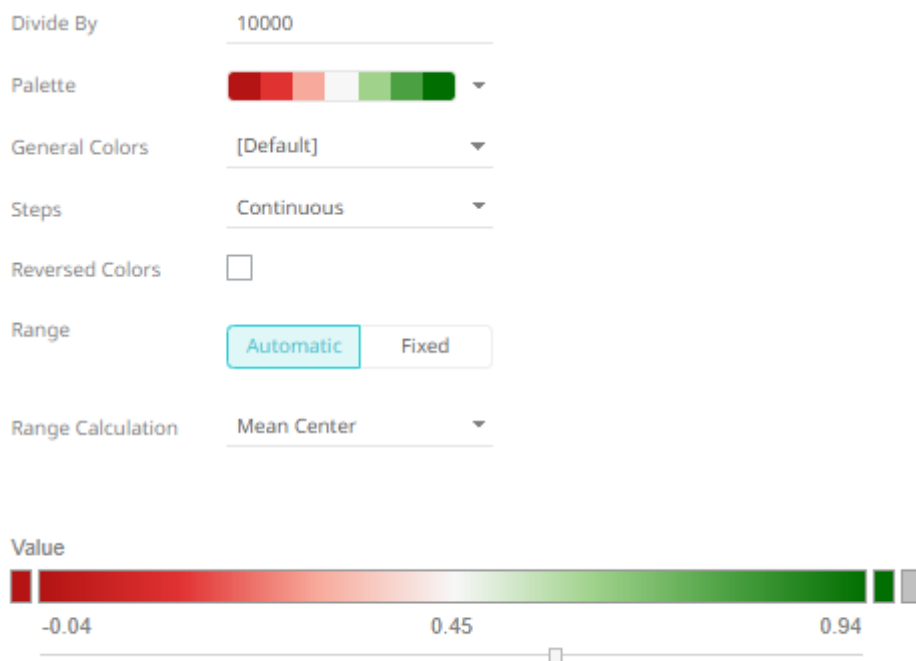 Divide By 10000
Palette
General Colors [Default]
Steps Continuous
Reversed Colors
Range Automatic Fixed
Range Calculation Mean Center
Value
-0.04 0.45 0.94